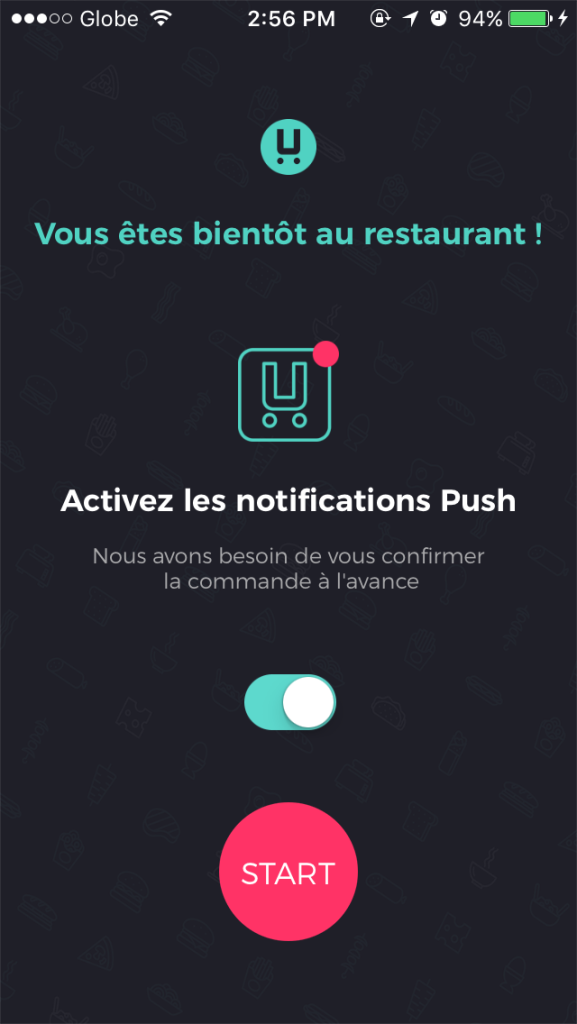 Globe 2:56 PM 94%
Vous êtes bientôt au restaurant !
Activez les notifications Push
Nous avons besoin de vous confirmer
la commande à l'avance
START